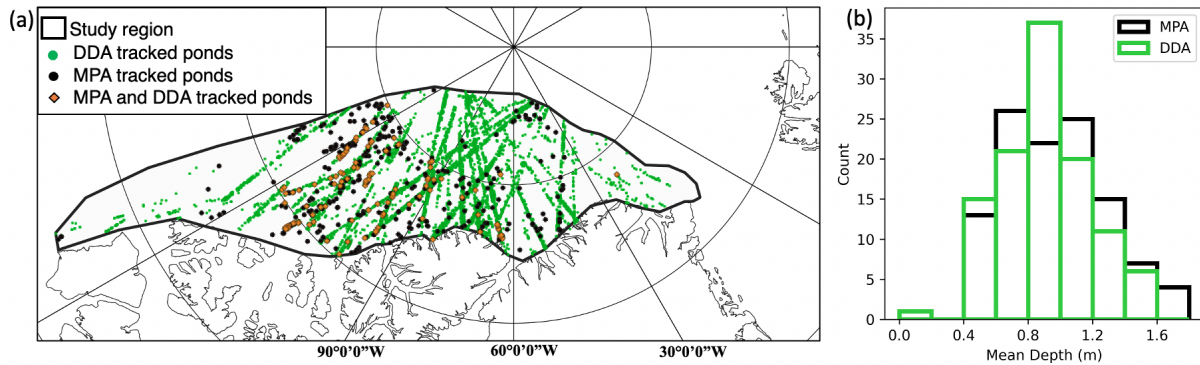 (a)
Study region
DDA tracked ponds
MPA tracked ponds
MPA and DDA tracked ponds
90°0'0"W
60°0'0"W
30°0'0"W
(b)
MPA
DDA
35
30
25
20
15
10
5
0
Count
0.0
0.4
0.8
1.2
1.6
Mean Depth (m)